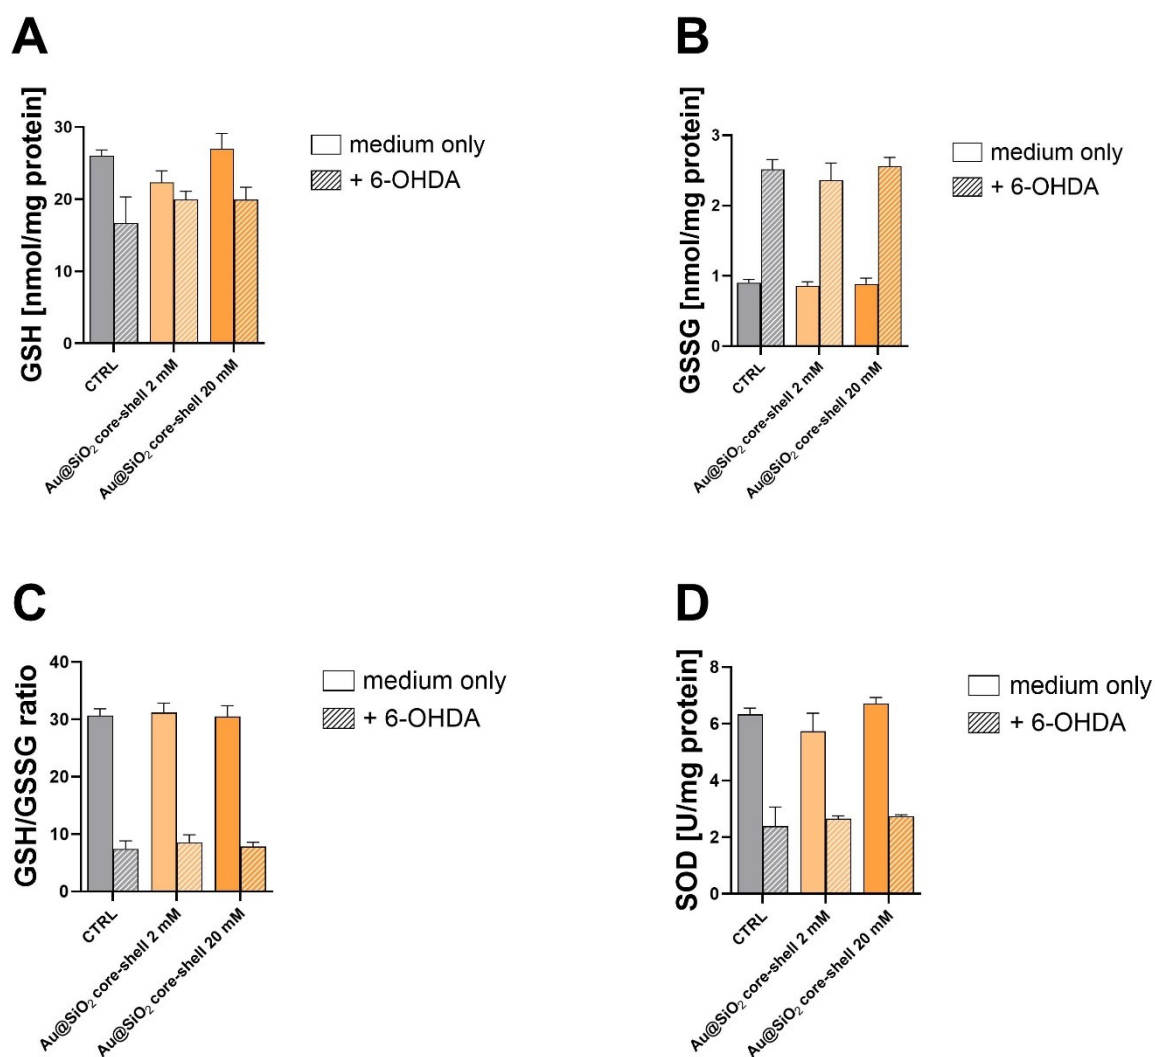 A
GSH [nmol/mg protein]
30
20
10
0
CTRL
Au@SiO₂ core-shell 2 mM
Au@SiO₂ core-shell 20 mM
medium only
+ 6-OHDA
B
GSSG [nmol/mg protein]
3
2
1
0
CTRL
Au@SiO₂ core-shell 2 mM
Au@SiO₂ core-shell 20 mM
medium only
+ 6-OHDA
C
GSH/GSSG ratio
40
30
20
10
0
CTRL
Au@SiO₂ core-shell 2 mM
Au@SiO₂ core-shell 20 mM
medium only
+ 6-OHDA
D
SOD [U/mg protein]
8
6
4
2
0
CTRL
Au@SiO₂ core-shell 2 mM
Au@SiO₂ core-shell 20 mM
medium only
+ 6-OHDA